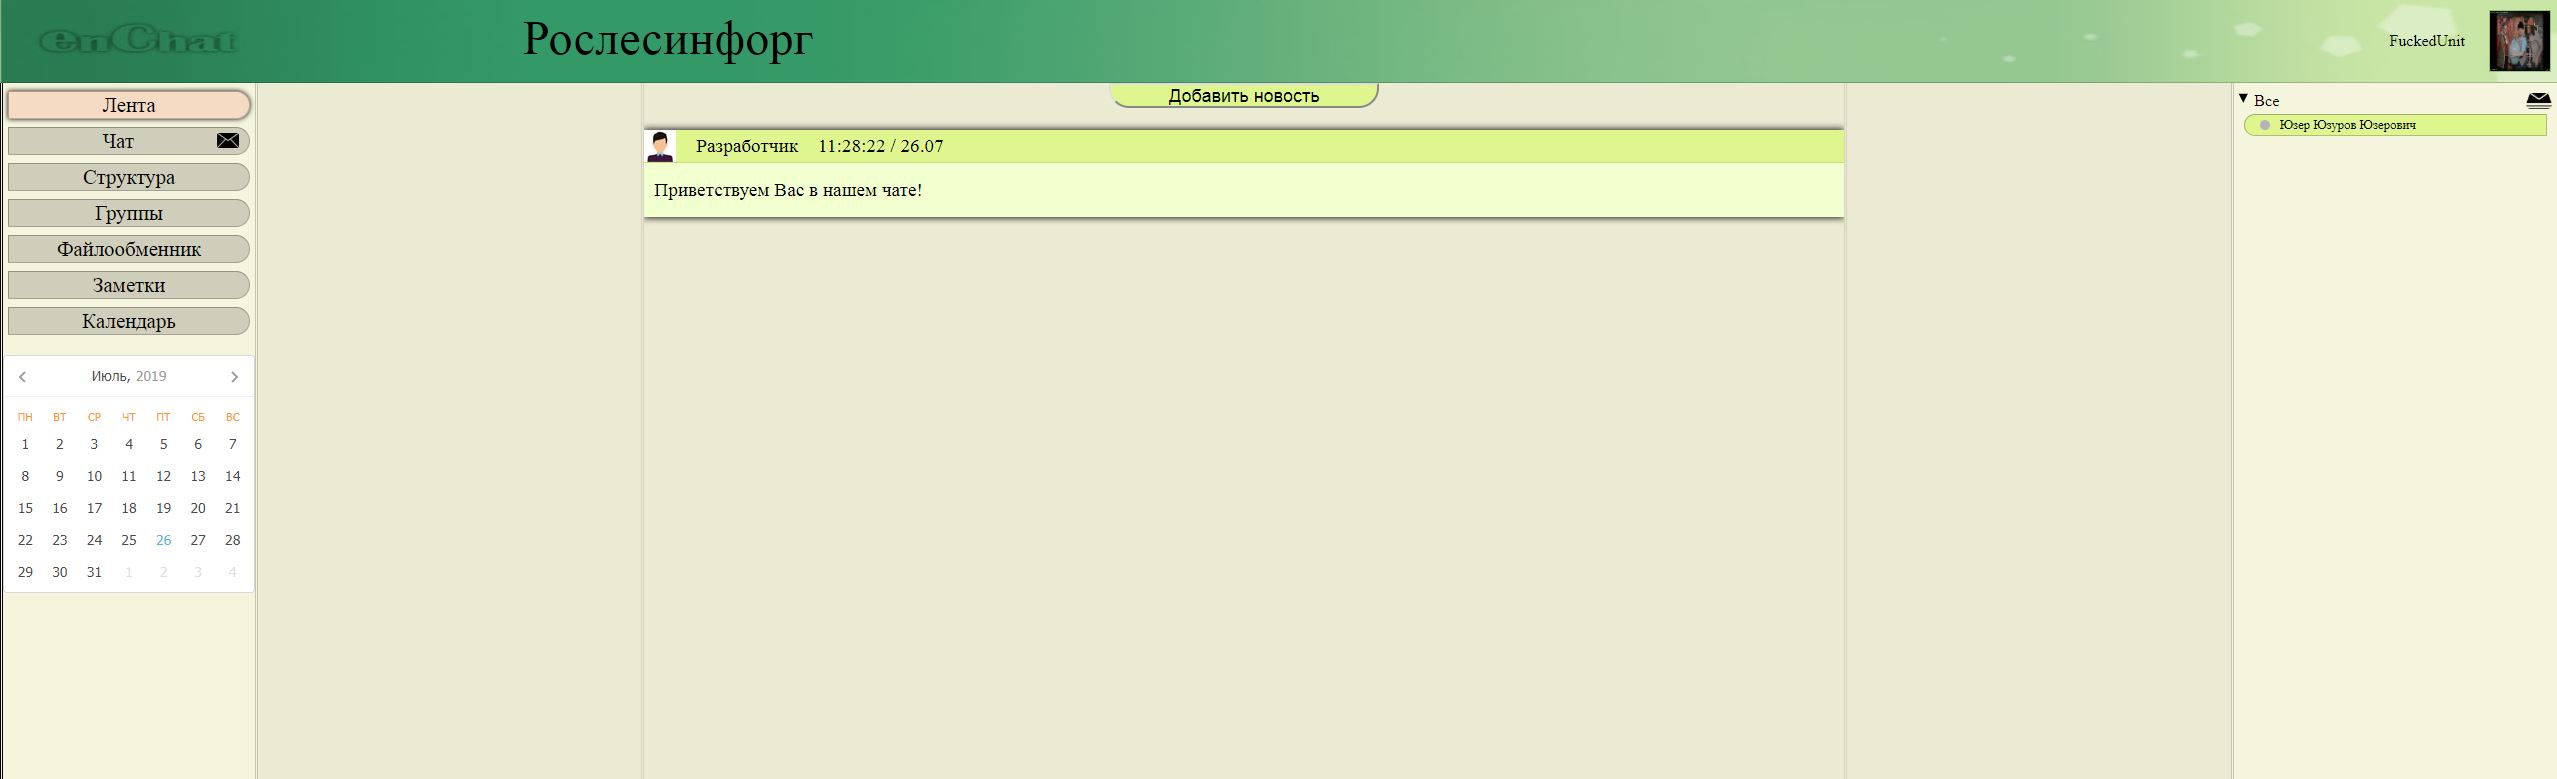 enChat
Рослесинфорг
FuckedUnit
Лента
Чат
Структура
Группы
Файлообменник
Заметки
Календарь
Июль, 2019
ПН ВТ СР ЧТ ПТ СБ ВС
1 2 3 4 5 6 7
8 9 10 11 12 13 14
15 16 17 18 19 20 21
22 23 24 25 26 27 28
29 30 31 1 2 3 4
Добавить новость
Разработчик 11:28:22 / 26.07
Приветствуем Вас в нашем чате!
Все
Юзер Юзуров Юзерович